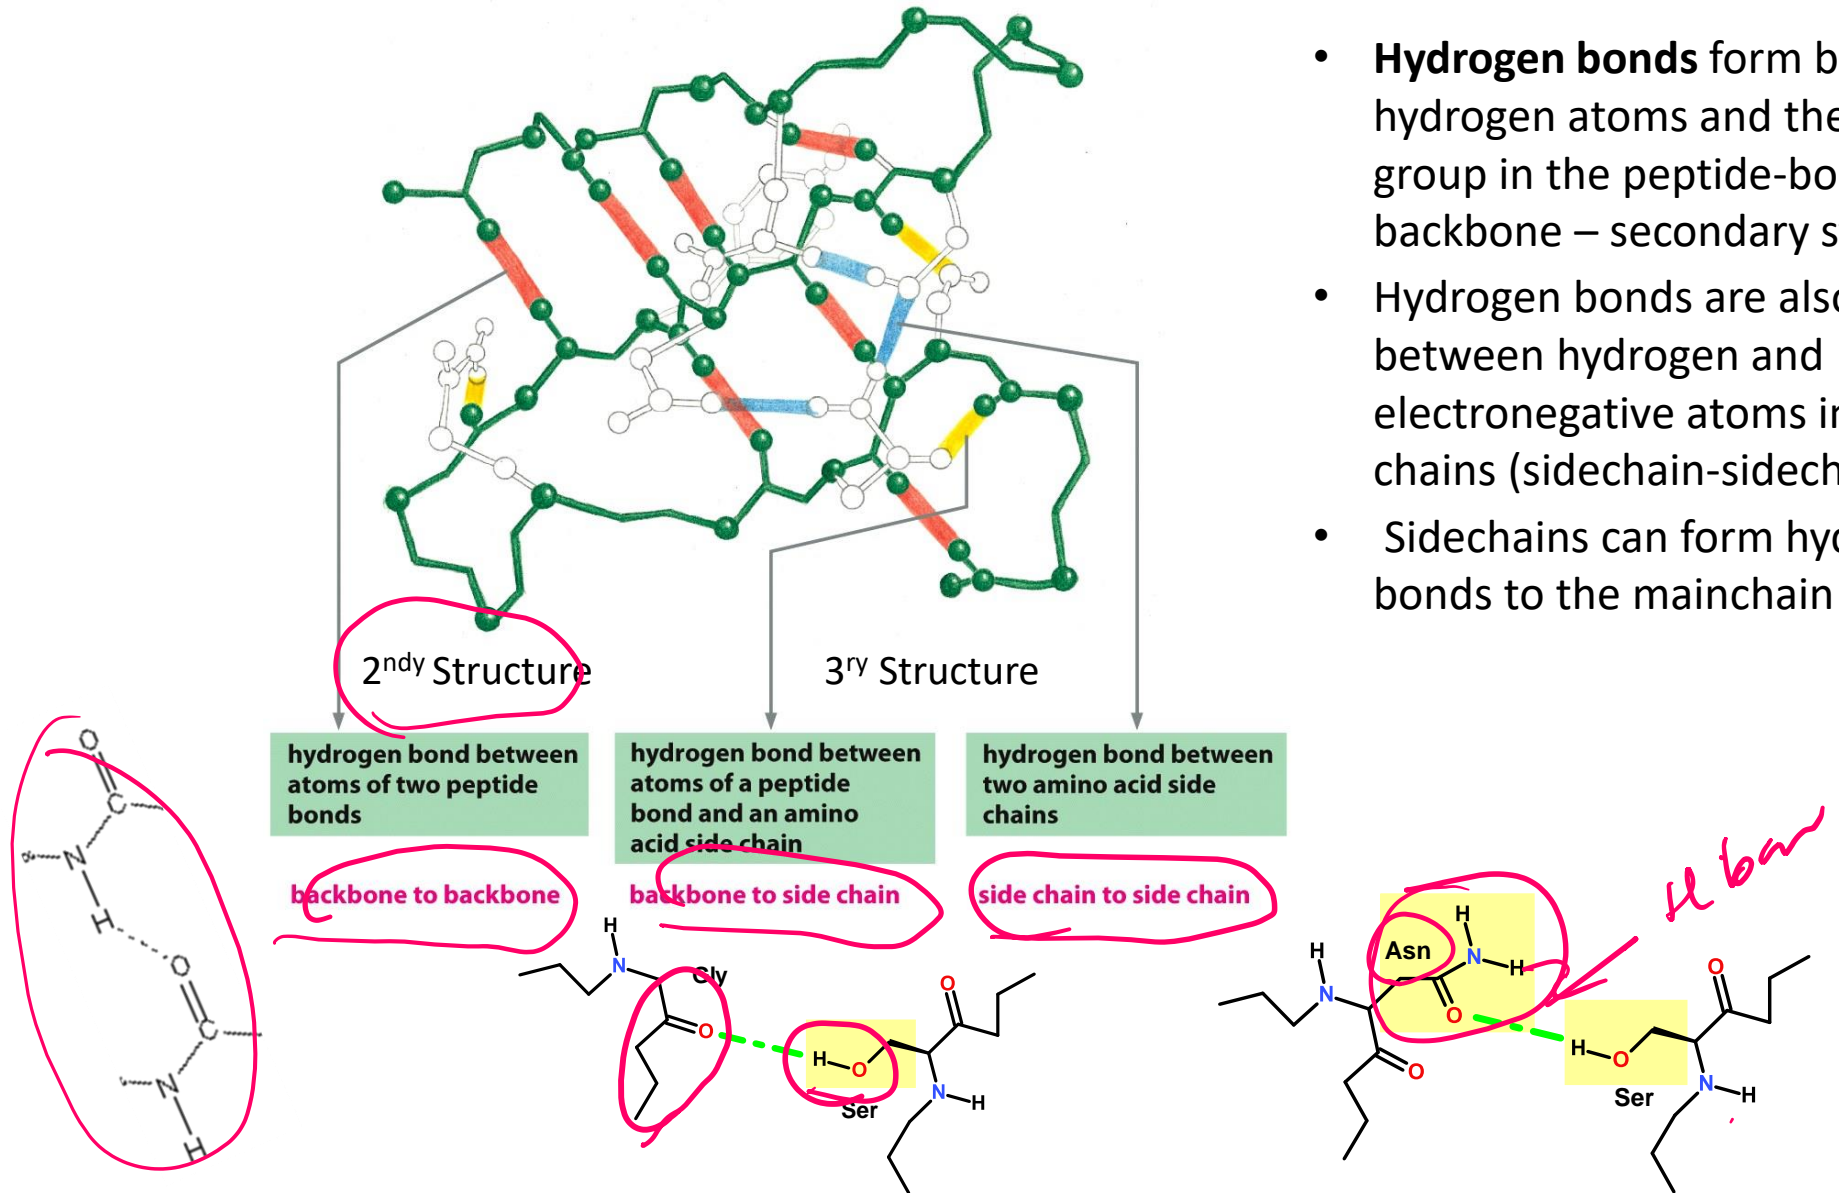 • Hydrogen bonds form b
hydrogen atoms and the
group in the peptide-bo
backbone – secondary s
• Hydrogen bonds are also
between hydrogen and
electronegative atoms in
chains (sidechain-sidech
• Sidechains can form hyd
bonds to the mainchain
2ndy Structure
3ry Structure
hydrogen bond between
atoms of two peptide
bonds
hydrogen bond between
atoms of a peptide
bond and an amino
acid side chain
hydrogen bond between
two amino acid side
chains
backbone to backbone
backbone to side chain
side chain to side chain
O
C
N
H
O
C
N
H
H
N
Gly
O
H
O
Ser
O
N
H
H
N
Asn
H
N
H
O
O
H
O
Ser
O
N
H
H